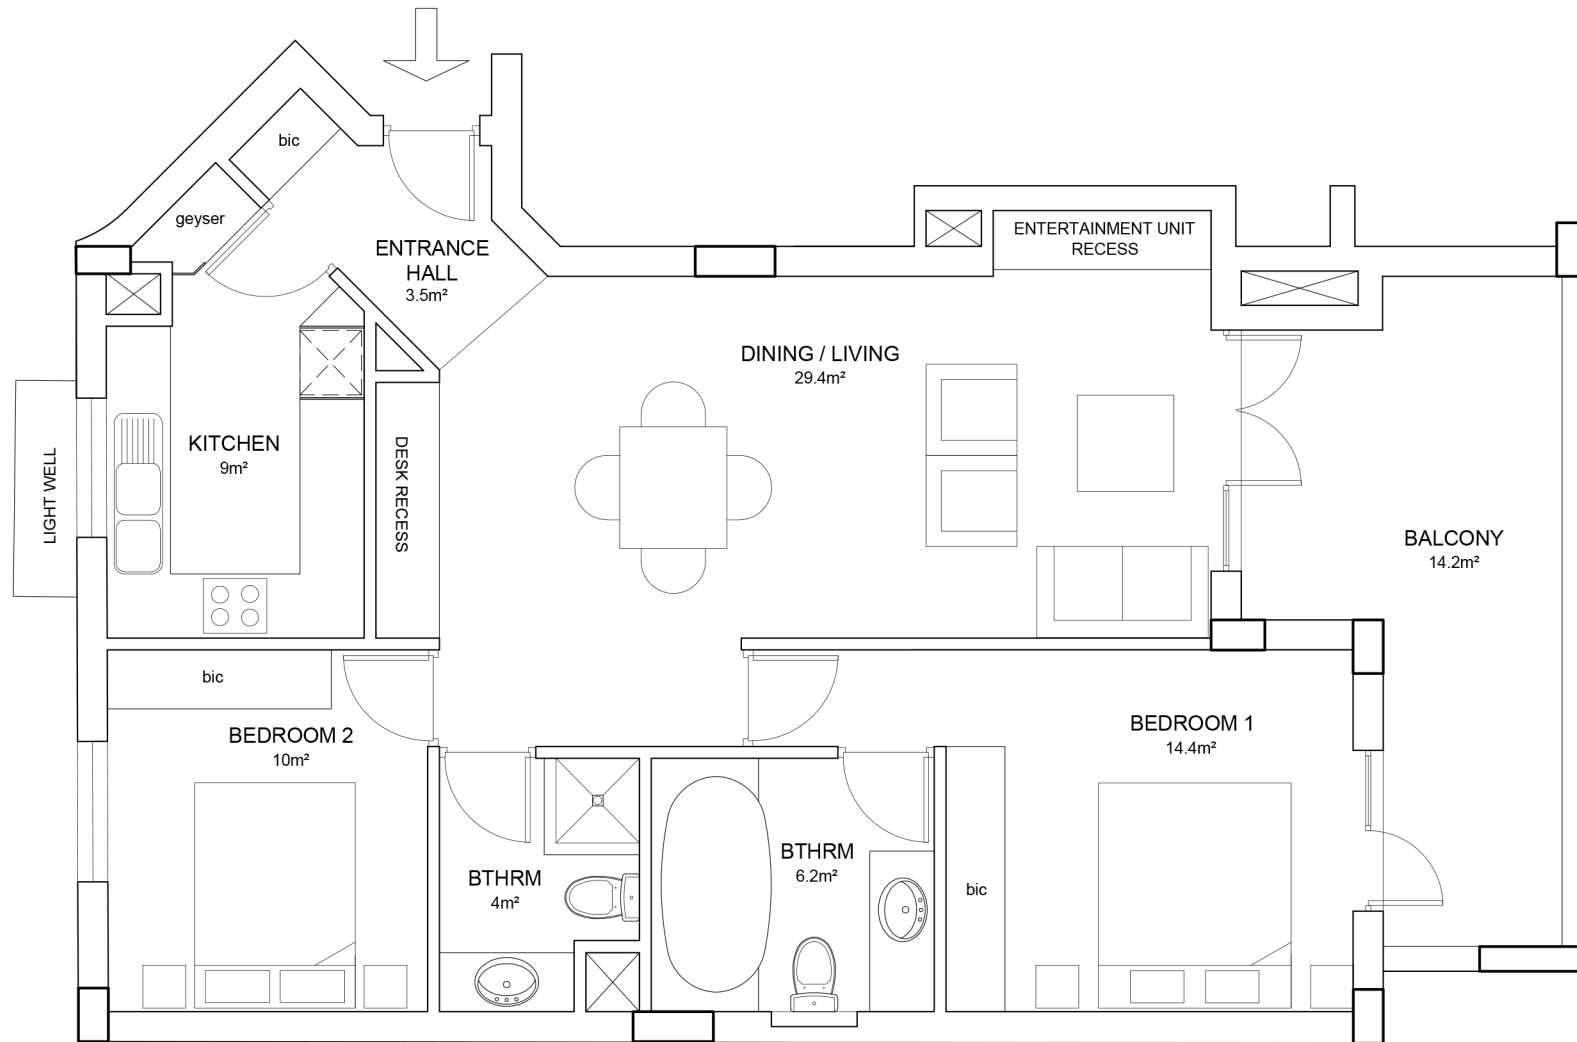 bic
geyser
ENTRANCE
HALL
3.5m²
ENTERTAINMENT UNIT
RECESS
DINING / LIVING
29.4m²
KITCHEN
9m²
LIGHT WELL
DESK RECESS
BALCONY
14.2m²
bic
BEDROOM 2
10m²
BEDROOM 1
14.4m²
BTHRM
4m²
BTHRM
6.2m²
bic